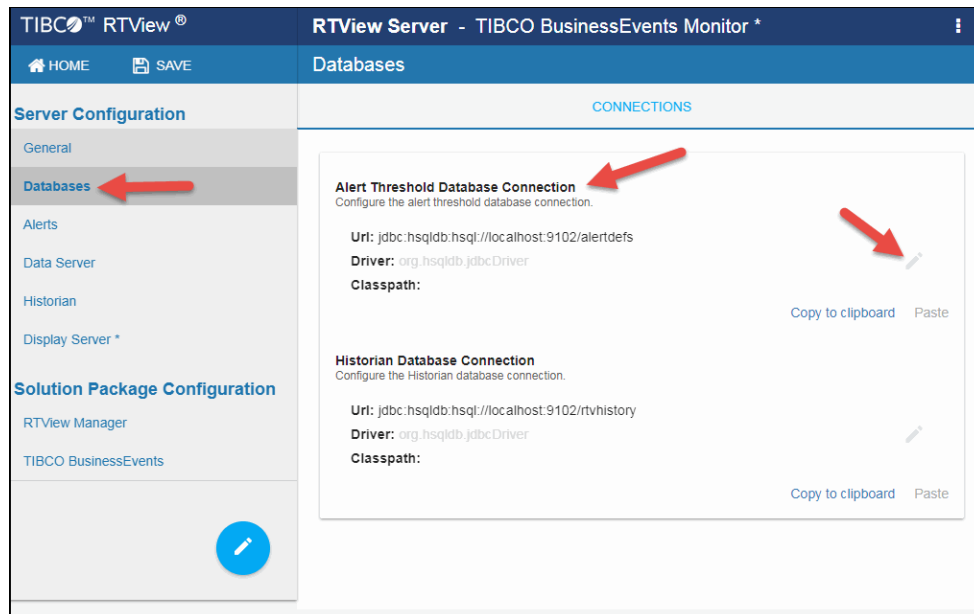 TIBCO™ RTView ®
RTView Server - TIBCO BusinessEvents Monitor *
HOME
SAVE
Databases
Server Configuration
General
Databases
Alerts
Data Server
Historian
Display Server *
Solution Package Configuration
RTView Manager
TIBCO BusinessEvents
CONNECTIONS
Alert Threshold Database Connection
Configure the alert threshold database connection.
Url: jdbc:hsqldb:hsql://localhost:9102/alertdefs
Driver: org.hsqldb.jdbcDriver
Classpath:
Copy to clipboard Paste
Historian Database Connection
Configure the Historian database connection.
Url: jdbc:hsqldb:hsql://localhost:9102/rtvhistory
Driver: org.hsqldb.jdbcDriver
Classpath:
Copy to clipboard Paste